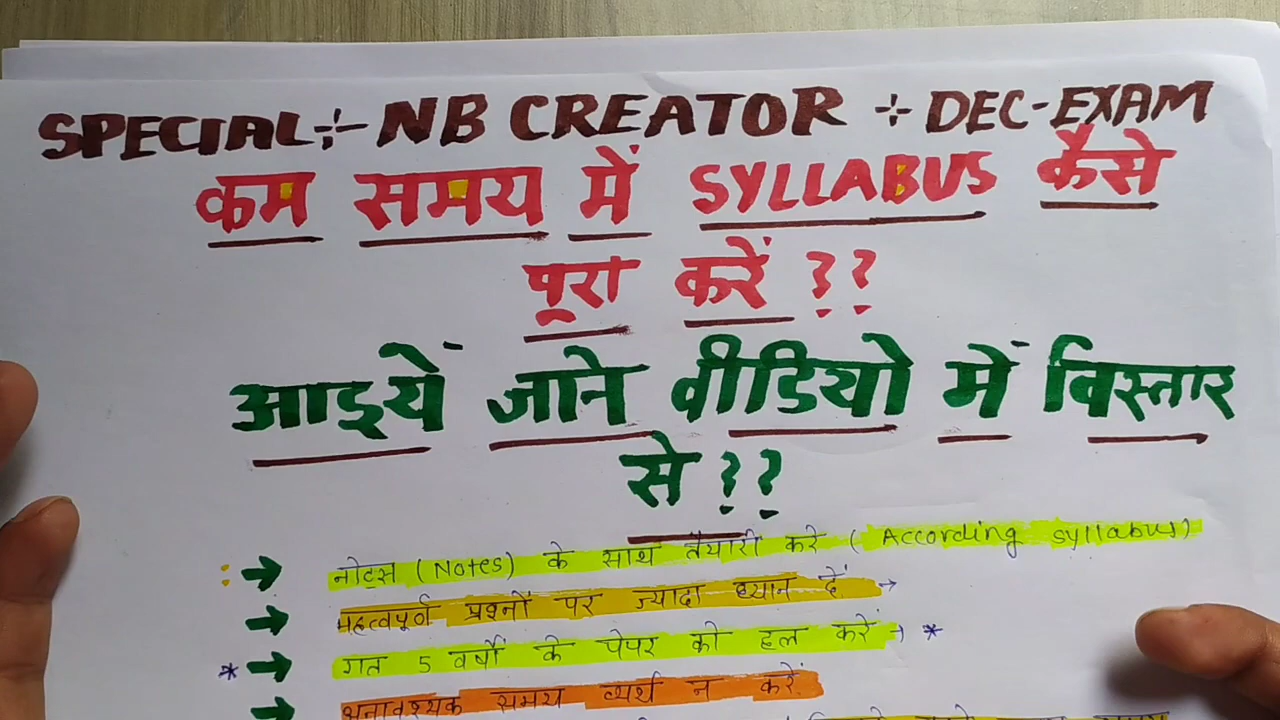 SPECIAL÷ NB CREATOR ÷ DEC-EXAM
कम समय में SYLLABUS कैसे
पूरा करें ??
आइयें जाने वीडियो में विस्तार
से ??
→ नोट्स (Notes) के साथ तैयारी करे (According syllabus)
→ महत्वपूर्ण प्रश्नों पर ज्यादा ध्यान दें →
* → गत 5 वर्षों के पेपर को हल करें → *
→ अनावश्यक समय व्यर्थ न करें